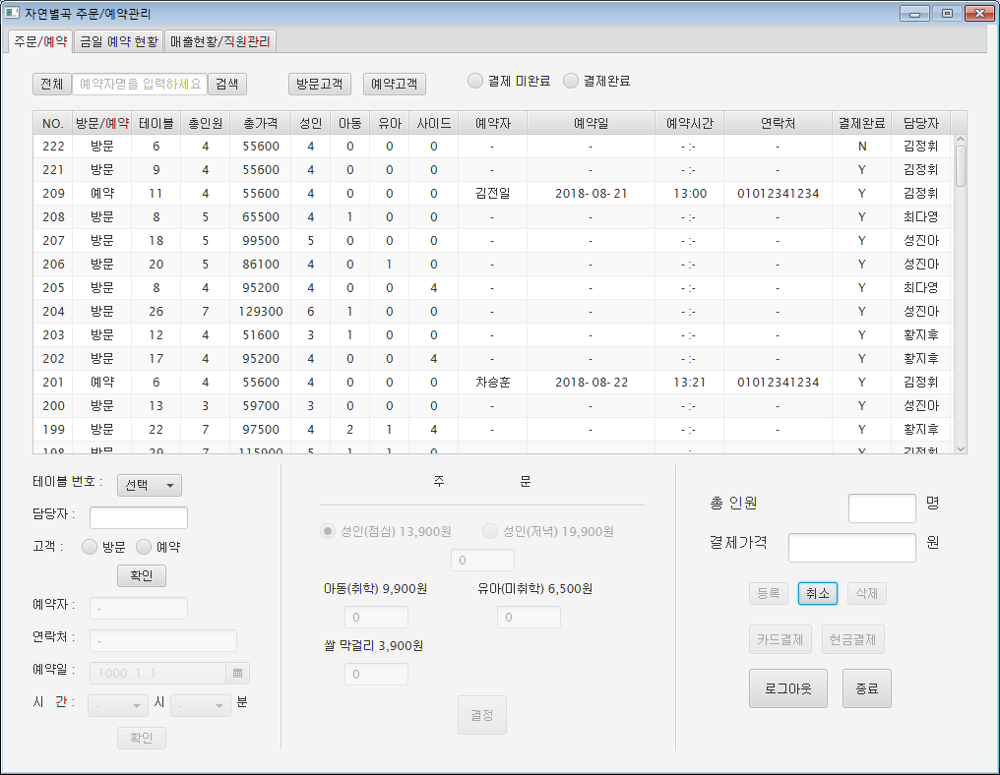 자연별곡 주문/예약관리
주문/예약 금일 예약 현황 매출현황/직원관리
전체 예약자명을 입력하세요 검색 방문고객 예약고객 결제 미완료 결제완료
NO. 방문/예약 테이블 총인원 총가격 성인 아동 유아 사이드 예약자 예약일 예약시간 연락처 결제완료 담당자
222 방문 6 4 55600 4 0 0 0 - - - :- - N 김정휘
221 방문 9 4 55600 4 0 0 0 - - - :- - Y 김정휘
209 예약 11 4 55600 4 0 0 0 김전일 2018- 08- 21 13:00 01012341234 Y 김정휘
208 방문 8 5 65500 4 1 0 0 - - - :- - Y 최다영
207 방문 18 5 99500 5 0 0 0 - - - :- - Y 성진아
206 방문 20 5 86100 4 0 1 0 - - - :- - Y 성진아
205 방문 8 4 95200 4 0 0 4 - - - :- - Y 최다영
204 방문 26 7 129300 6 1 0 0 - - - :- - Y 성진아
203 방문 12 4 51600 3 1 0 0 - - - :- - Y 황지후
202 방문 17 4 95200 4 0 0 4 - - - :- - Y 황지후
201 예약 6 4 55600 4 0 0 0 차승훈 2018- 08- 22 13:21 01012341234 Y 김정휘
200 방문 13 3 59700 3 0 0 0 - - - :- - Y 성진아
199 방문 22 7 97500 4 2 1 4 - - - :- - Y 황지후
198 방문 29 7 115900 5 1 1 0 - - - :- - Y 김정휘
테이블 번호 : 선택
담당자 :
고객 : 방문 예약
확인
예약자 : -
연락처 : -
예약일 : 1000. 1. 1
시 간 : - 시 - 분
확인
주 문
성인(점심) 13,900원 성인(저녁) 19,900원
0
아동(취학) 9,900원 유아(미취학) 6,500원
0 0
쌀 막걸리 3,900원
0
결정
총 인원 명
결제가격 원
등록 취소 삭제
카드결제 현금결제
로그아웃 종료